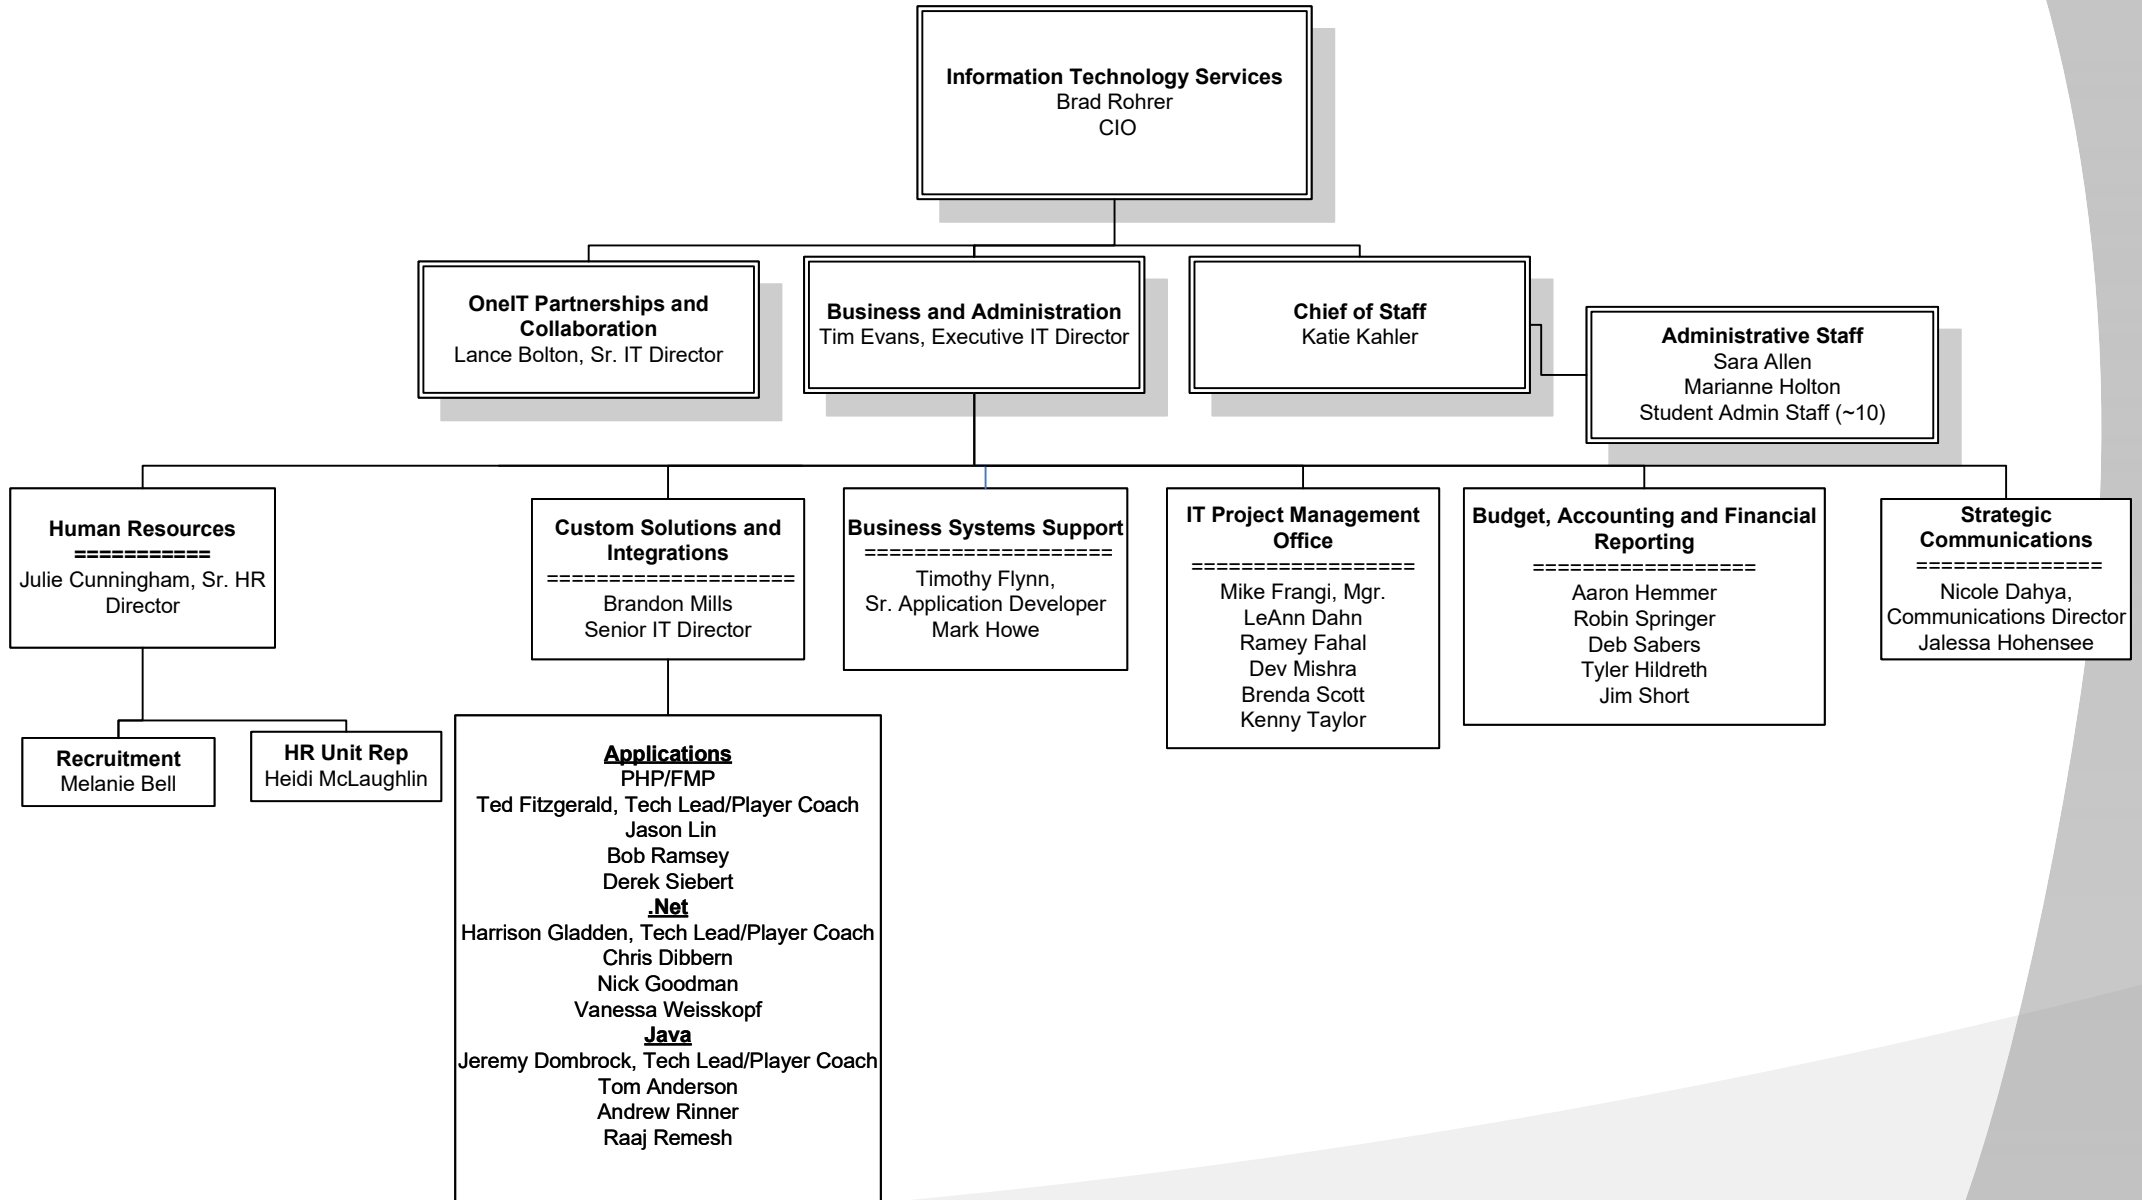 Information Technology Services
Brad Rohrer
CIO
OneIT Partnerships and
Collaboration
Lance Bolton, Sr. IT Director
Business and Administration
Tim Evans, Executive IT Director
Chief of Staff
Katie Kahler
Administrative Staff
Sara Allen
Marianne Holton
Student Admin Staff (~10)
Human Resources
===========
Julie Cunningham, Sr. HR
Director
Custom Solutions and
Integrations
====================
Brandon Mills
Senior IT Director
Business Systems Support
====================
Timothy Flynn,
Sr. Application Developer
Mark Howe
IT Project Management
Office
==================
Mike Frangi, Mgr.
LeAnn Dahn
Ramey Fahal
Dev Mishra
Brenda Scott
Kenny Taylor
Budget, Accounting and Financial
Reporting
==================
Aaron Hemmer
Robin Springer
Deb Sabers
Tyler Hildreth
Jim Short
Strategic
Communications
===============
Nicole Dahya,
Communications Director
Jalessa Hohensee
Recruitment
Melanie Bell
HR Unit Rep
Heidi McLaughlin
Applications
PHP/FMP
Ted Fitzgerald, Tech Lead/Player Coach
Jason Lin
Bob Ramsey
Derek Siebert
.Net
Harrison Gladden, Tech Lead/Player Coach
Chris Dibbern
Nick Goodman
Vanessa Weisskopf
Java
Jeremy Dombrock, Tech Lead/Player Coach
Tom Anderson
Andrew Rinner
Raaj Remesh